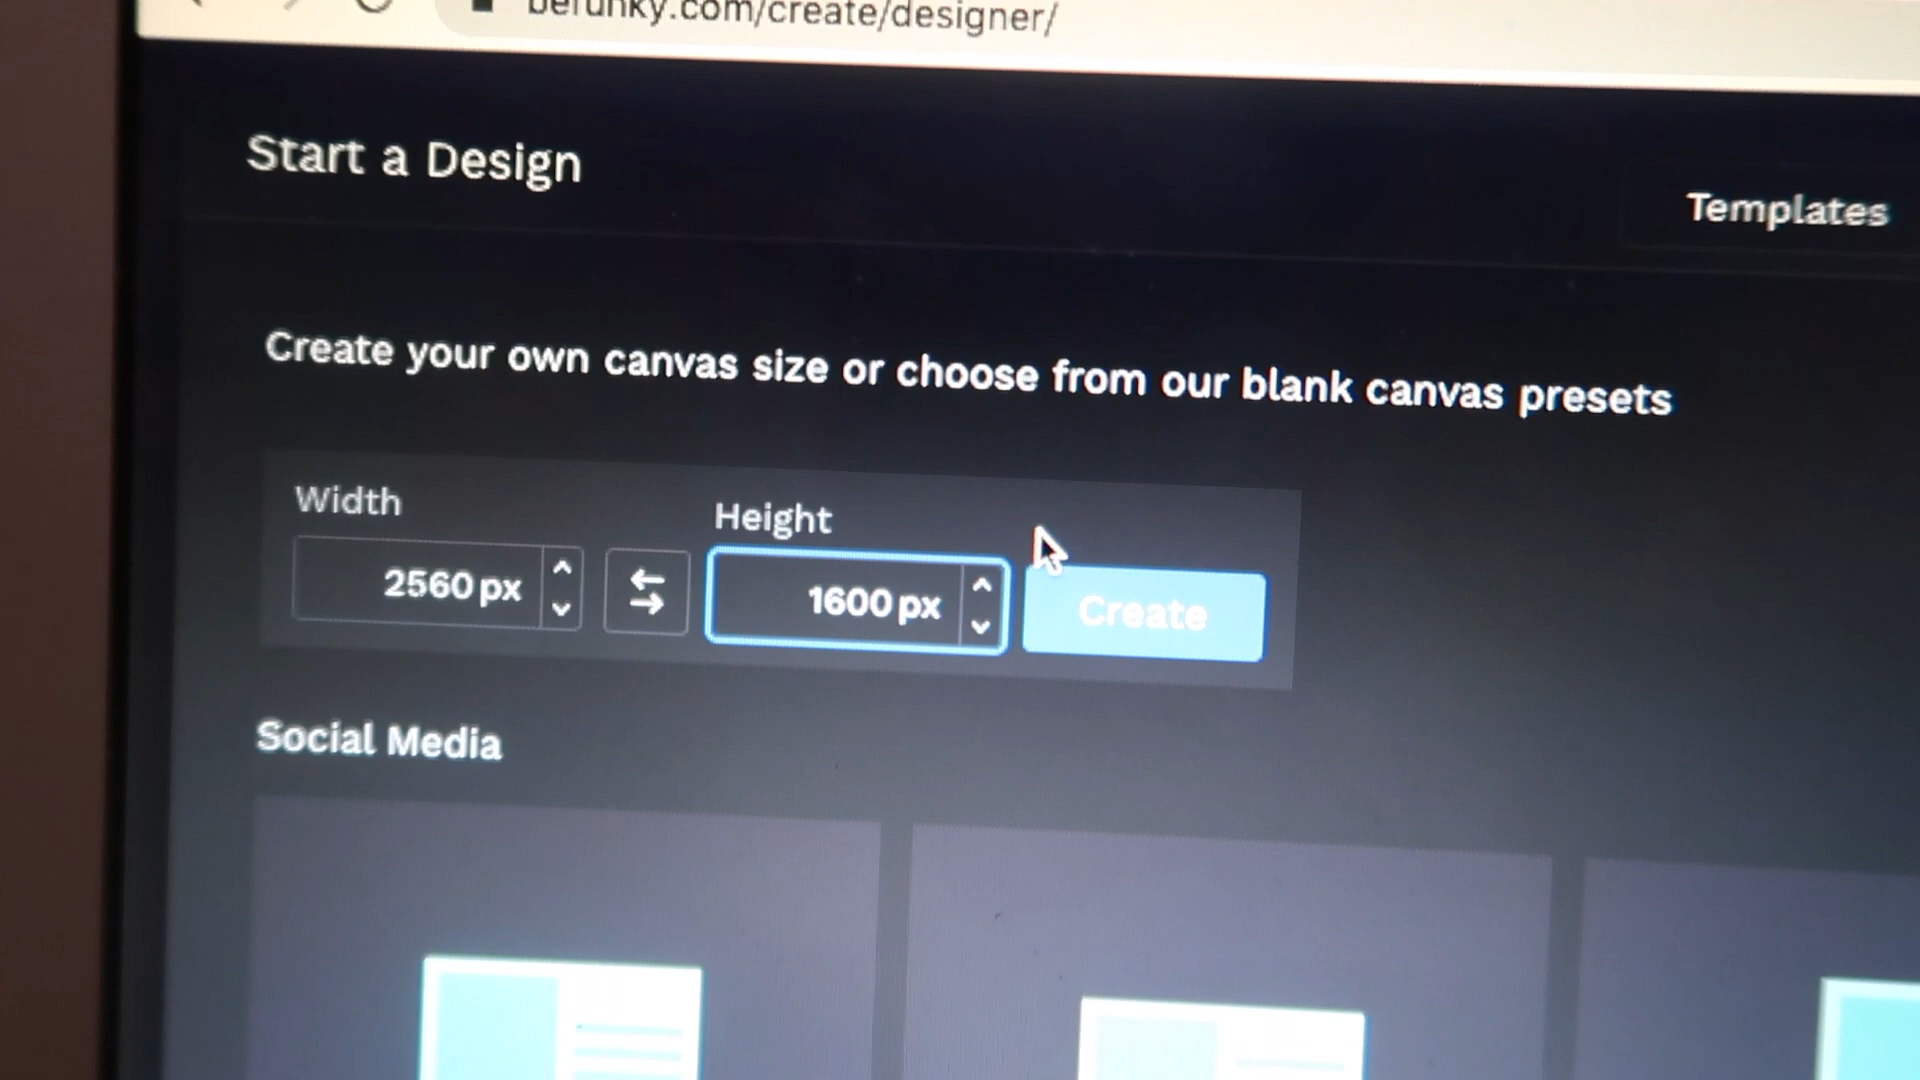 befunky.com/create/designer/
Start a Design
Templates
Create your own canvas size or choose from our blank canvas presets
Width
Height
2560 px
1600 px
Create
Social Media